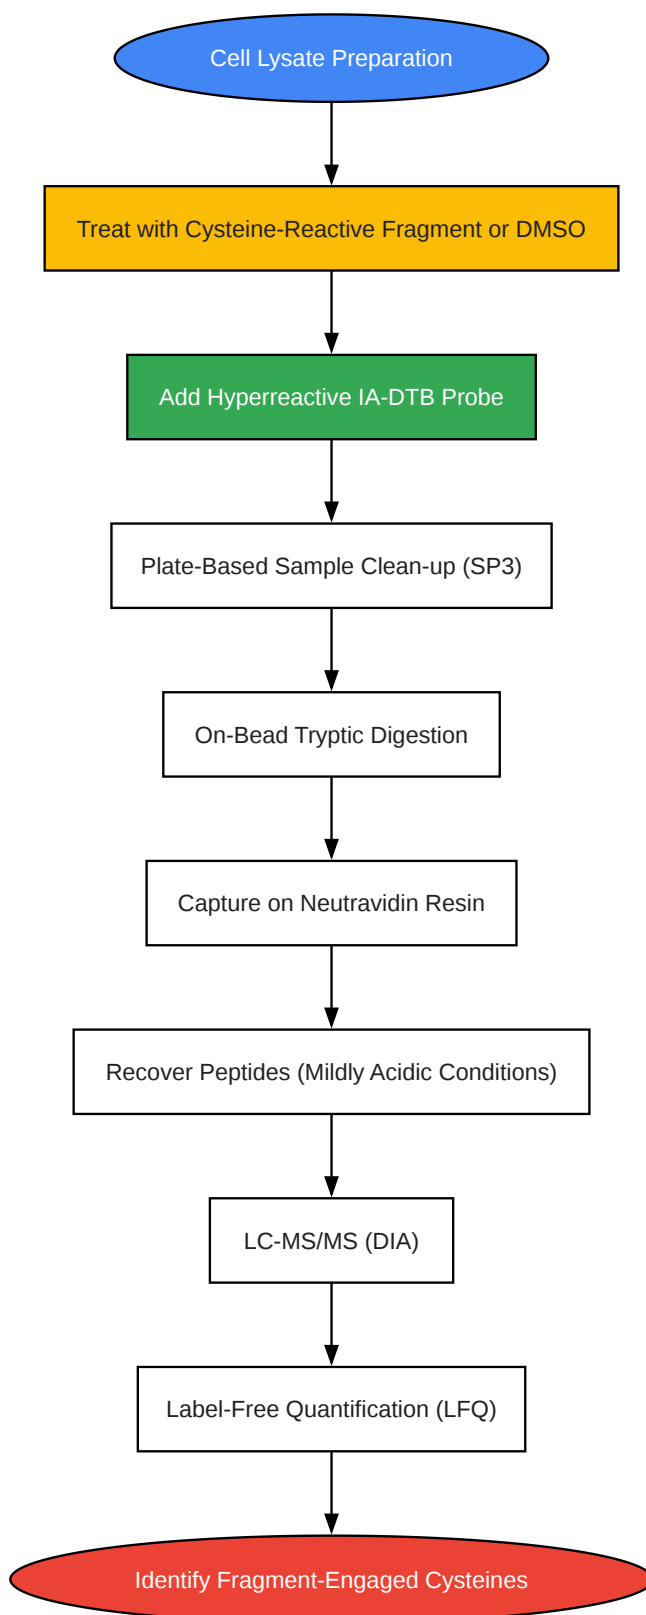 Cell Lysate Preparation
Treat with Cysteine-Reactive Fragment or DMSO
Add Hyperreactive IA-DTB Probe
Plate-Based Sample Clean-up (SP3)
On-Bead Tryptic Digestion
Capture on Neutravidin Resin
Recover Peptides (Mildly Acidic Conditions)
LC-MS/MS (DIA)
Label-Free Quantification (LFQ)
Identify Fragment-Engaged Cysteines